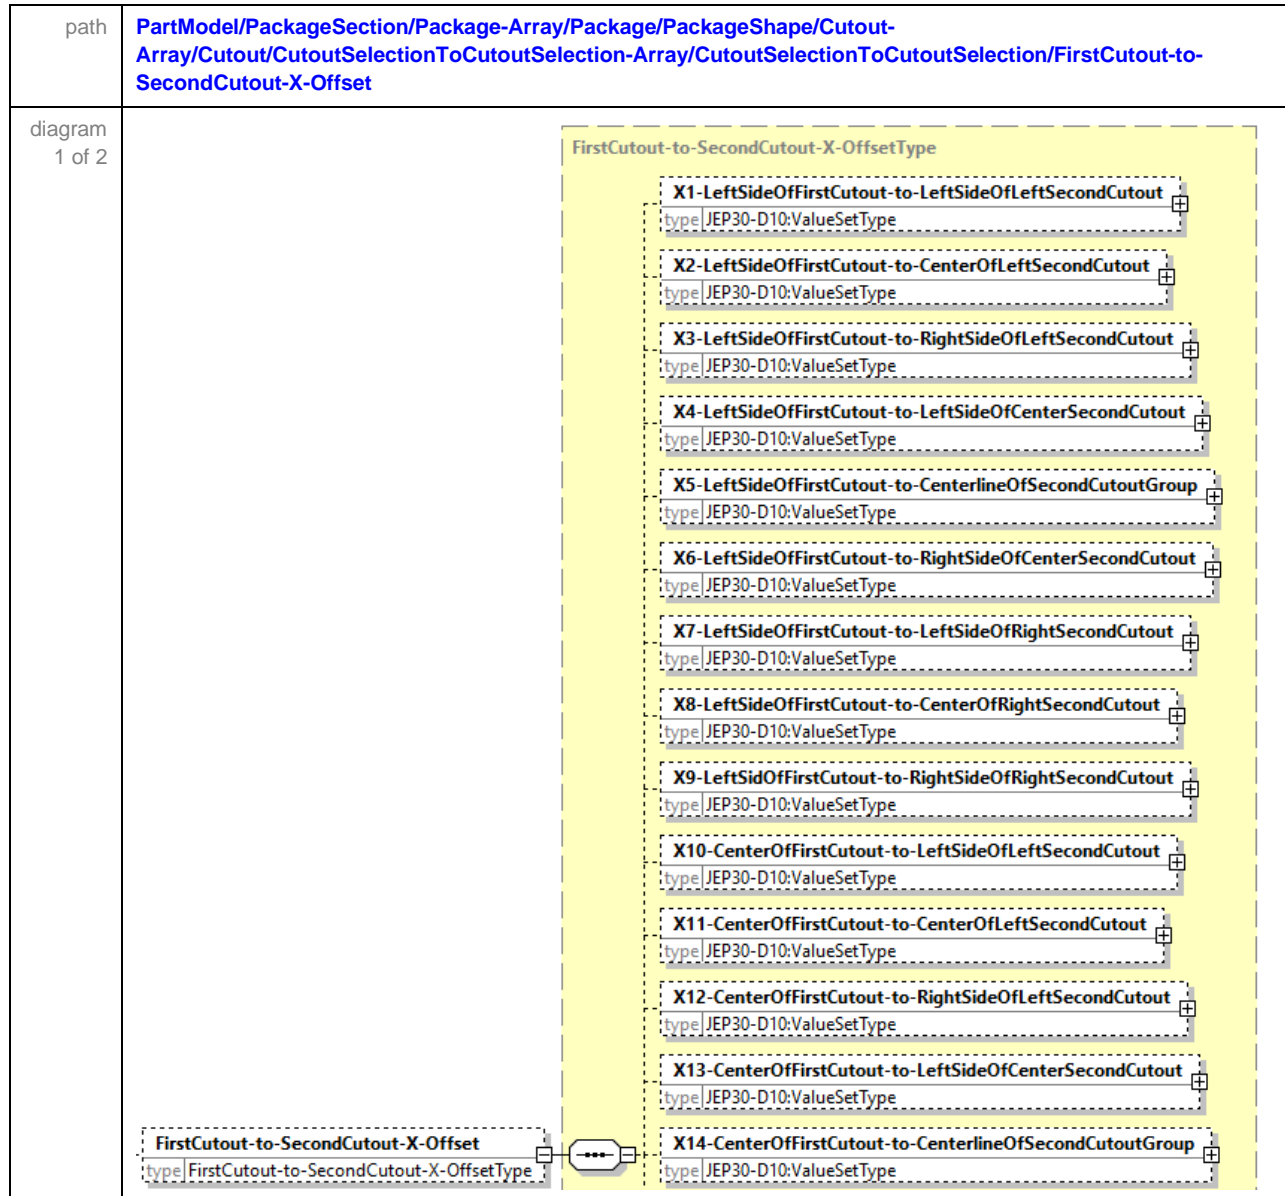 path
PartModel/PackageSection/Package-Array/Package/PackageShape/Cutout-
Array/Cutout/CutoutSelectionToCutoutSelection-Array/CutoutSelectionToCutoutSelection/FirstCutout-to-
SecondCutout-X-Offset
diagram
1 of 2
FirstCutout-to-SecondCutout-X-OffsetType
X1-LeftSideOfFirstCutout-to-LeftSideOfLeftSecondCutout
type JEP30-D10:ValueSetType
X2-LeftSideOfFirstCutout-to-CenterOfLeftSecondCutout
type JEP30-D10:ValueSetType
X3-LeftSideOfFirstCutout-to-RightSideOfLeftSecondCutout
type JEP30-D10:ValueSetType
X4-LeftSideOfFirstCutout-to-LeftSideOfCenterSecondCutout
type JEP30-D10:ValueSetType
X5-LeftSideOfFirstCutout-to-CenterlineOfSecondCutoutGroup
type JEP30-D10:ValueSetType
X6-LeftSideOfFirstCutout-to-RightSideOfCenterSecondCutout
type JEP30-D10:ValueSetType
X7-LeftSideOfFirstCutout-to-LeftSideOfRightSecondCutout
type JEP30-D10:ValueSetType
X8-LeftSideOfFirstCutout-to-CenterOfRightSecondCutout
type JEP30-D10:ValueSetType
X9-LeftSidOfFirstCutout-to-RightSideOfRightSecondCutout
type JEP30-D10:ValueSetType
X10-CenterOfFirstCutout-to-LeftSideOfLeftSecondCutout
type JEP30-D10:ValueSetType
X11-CenterOfFirstCutout-to-CenterOfLeftSecondCutout
type JEP30-D10:ValueSetType
X12-CenterOfFirstCutout-to-RightSideOfLeftSecondCutout
type JEP30-D10:ValueSetType
X13-CenterOfFirstCutout-to-LeftSideOfCenterSecondCutout
type JEP30-D10:ValueSetType
FirstCutout-to-SecondCutout-X-Offset
type FirstCutout-to-SecondCutout-X-OffsetType
X14-CenterOfFirstCutout-to-CenterlineOfSecondCutoutGroup
type JEP30-D10:ValueSetType